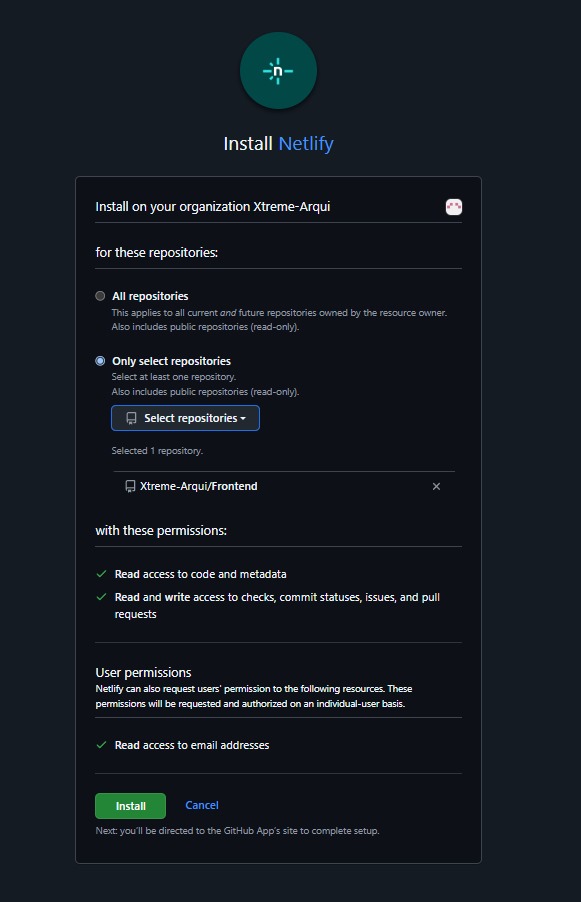 n
Install Netlify
Install on your organization Xtreme-Arqui
for these repositories:
All repositories
This applies to all current and future repositories owned by the resource owner.
Also includes public repositories (read-only).
Only select repositories
Select at least one repository.
Also includes public repositories (read-only).
Select repositories
Selected 1 repository.
Xtreme-Arqui/Frontend
with these permissions:
Read access to code and metadata
Read and write access to checks, commit statuses, issues, and pull
requests
User permissions
Netlify can also request users' permission to the following resources. These
permissions will be requested and authorized on an individual-user basis.
Read access to email addresses
Install Cancel
Next: you'll be directed to the GitHub App's site to complete setup.